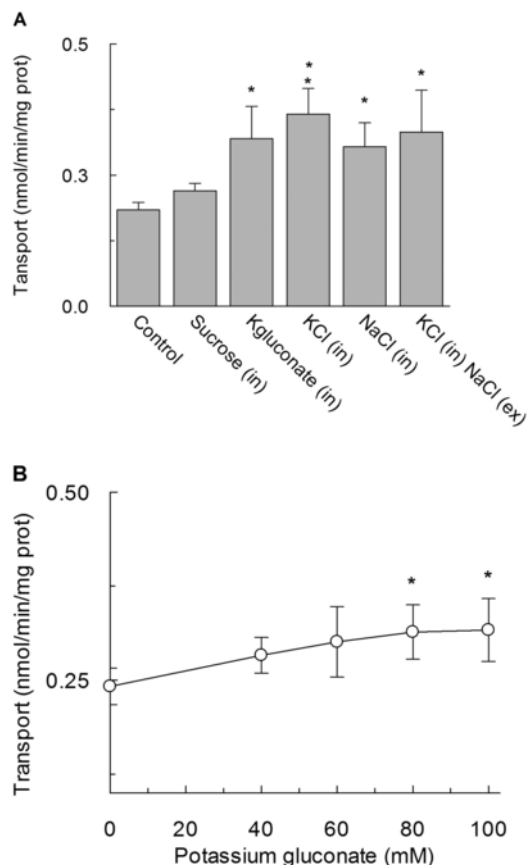 A
Tansport (nmol/min/mg prot)
0.5
0.3
0.0
*
*
*
*
*
Control
Sucrose (in)
Kgluconate (in)
KCl (in)
NaCl (in)
KCl (in) NaCl (ex)
B
Transport (nmol/min/mg prot)
0.50
0.25
*
*
0
20
40
60
80
100
Potassium gluconate (mM)